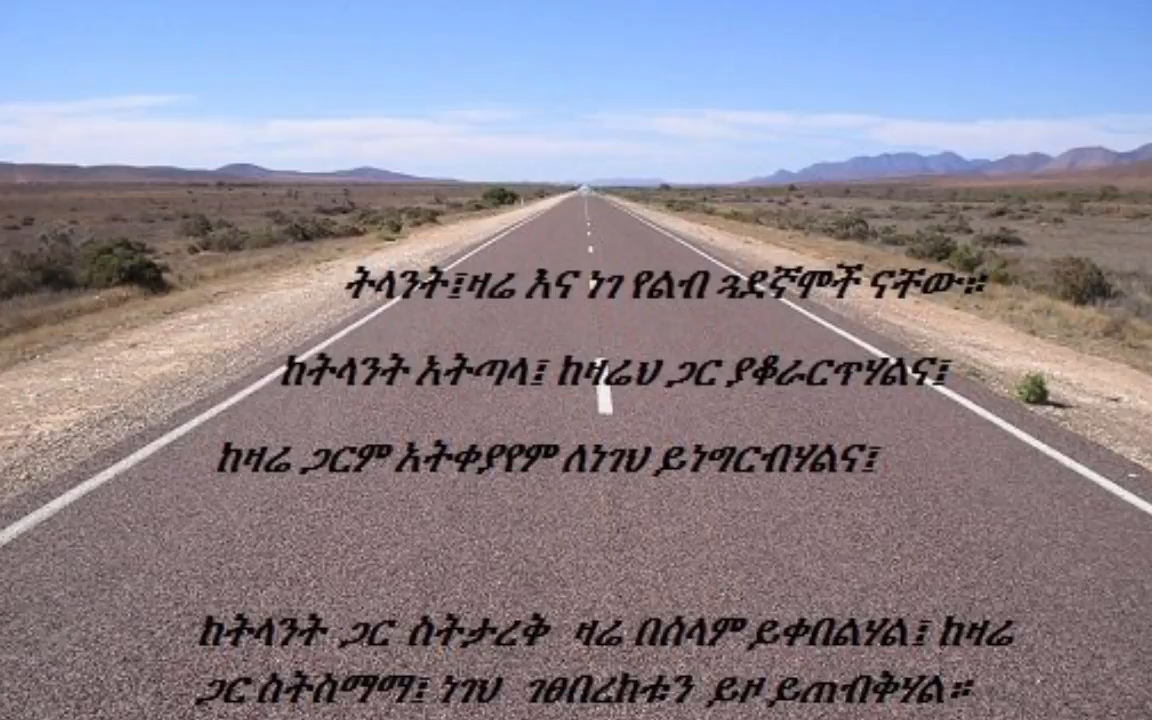 ትላንት፤ዛሬ እና ነገ የልብ ጓደኛሞች ናቸው።
ከትላንት አትጣላ፤ ከዛሬህ ጋር ያቆራርጥሃልና፤
ከዛሬ ጋርም አትቀያየም ለነገህ ይነግርብሃልና፤
ከትላንት ጋር ስትታረቅ ዛሬ በሰላም ይቀበልሃል፤ ከዛሬ
ጋር ስትስማማ፤ ነገህ ገፀበረከቱን ይዞ ይጠብቅሃል።